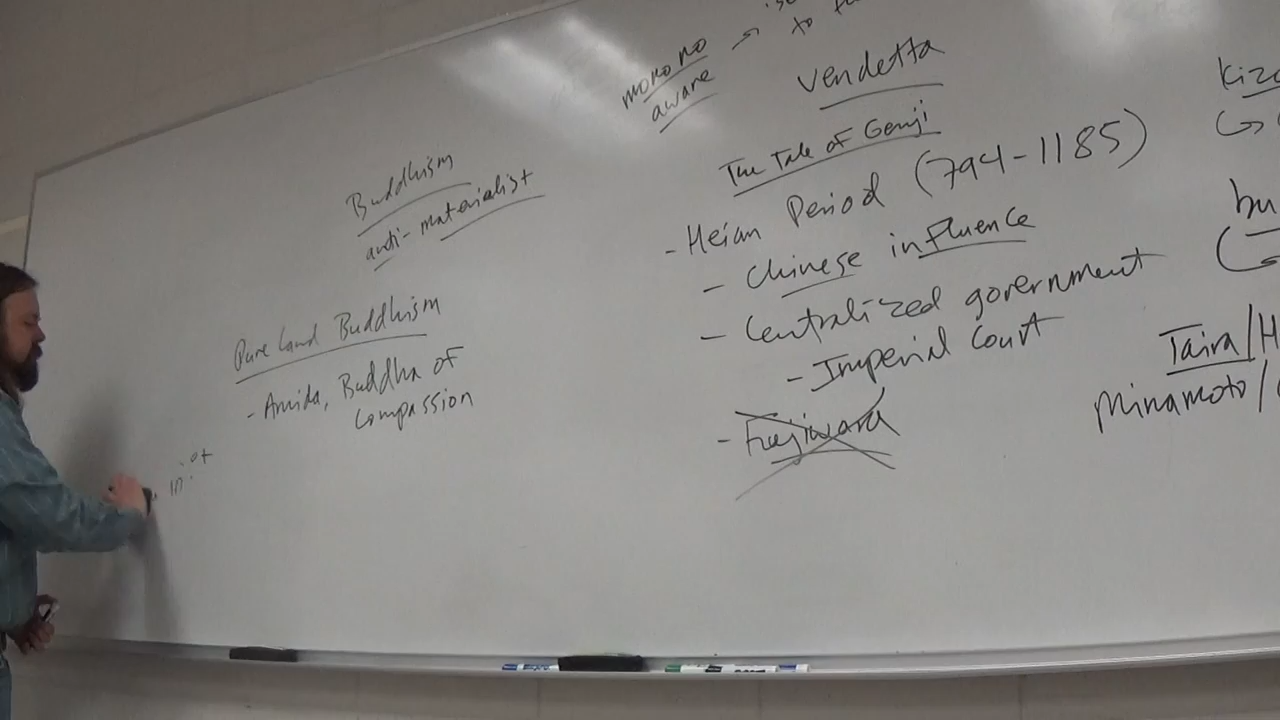 mono no
aware
vendetta
The Tale of Genji
- Heian Period (794-1185)
- Chinese influence
- Centralized government
- Imperial Court
- Fujiwara
Buddhism
anti-materialist
Pure Land Buddhism
- Amida, Buddha of
compassion
Taira/H
Minamoto/